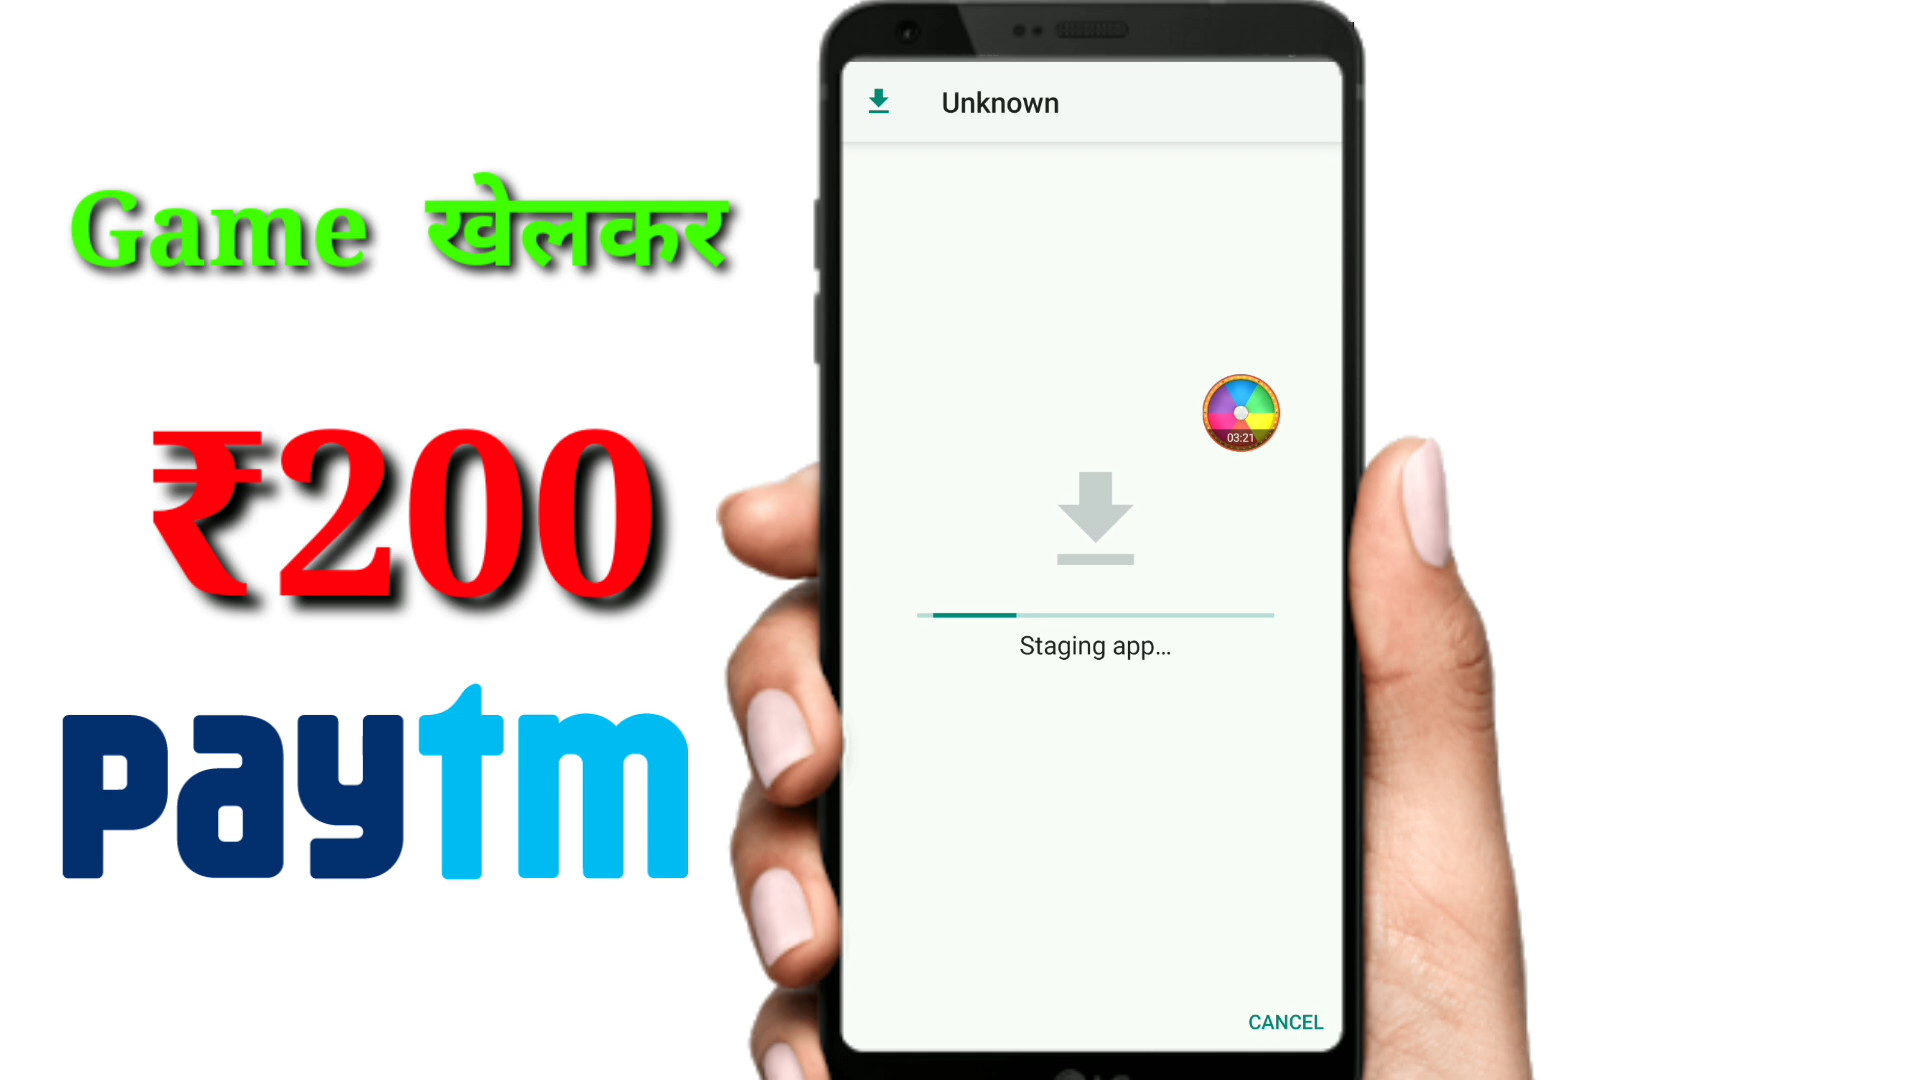 Game खेलकर
₹200
paytm
Unknown
03:21
Staging app...
CANCEL